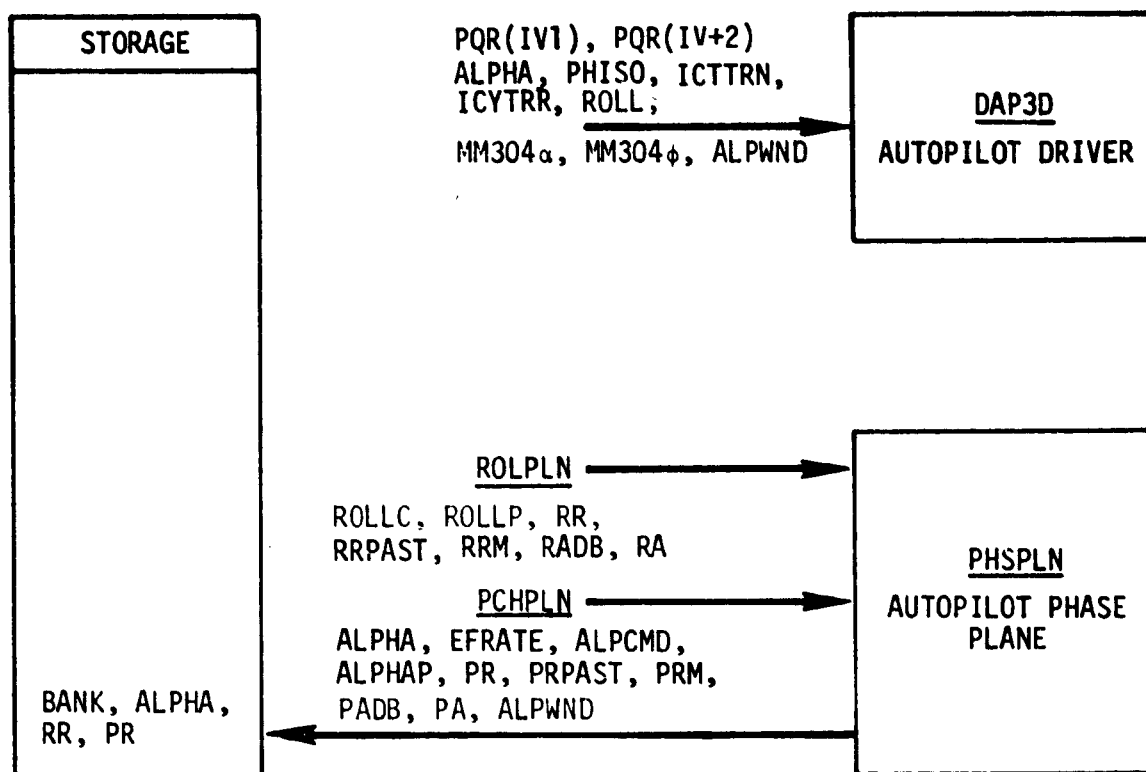 STORAGE
PQR(IV1), PQR(IV+2)
ALPHA, PHISO, ICTTRN,
ICYTRR, ROLL,
MM304α, MM304φ, ALPWND
DAP3D
AUTOPILOT DRIVER
ROLPLN
ROLLC, ROLLP, RR,
RRPAST, RRM, RADB, RA
PCHPLN
ALPHA, EFRATE, ALPCMD,
ALPHAP, PR, PRPAST, PRM,
PADB, PA, ALPWND
PHSPLN
AUTOPILOT PHASE
PLANE
BANK, ALPHA,
RR, PR